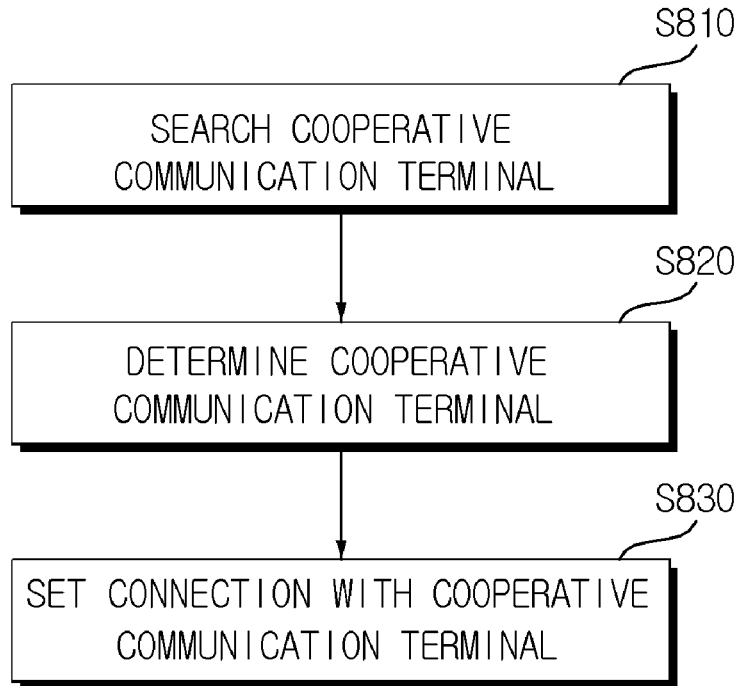 S810
SEARCH COOPERATIVE
COMMUNICATION TERMINAL
S820
DETERMINE COOPERATIVE
COMMUNICATION TERMINAL
S830
SET CONNECTION WITH COOPERATIVE
COMMUNICATION TERMINAL